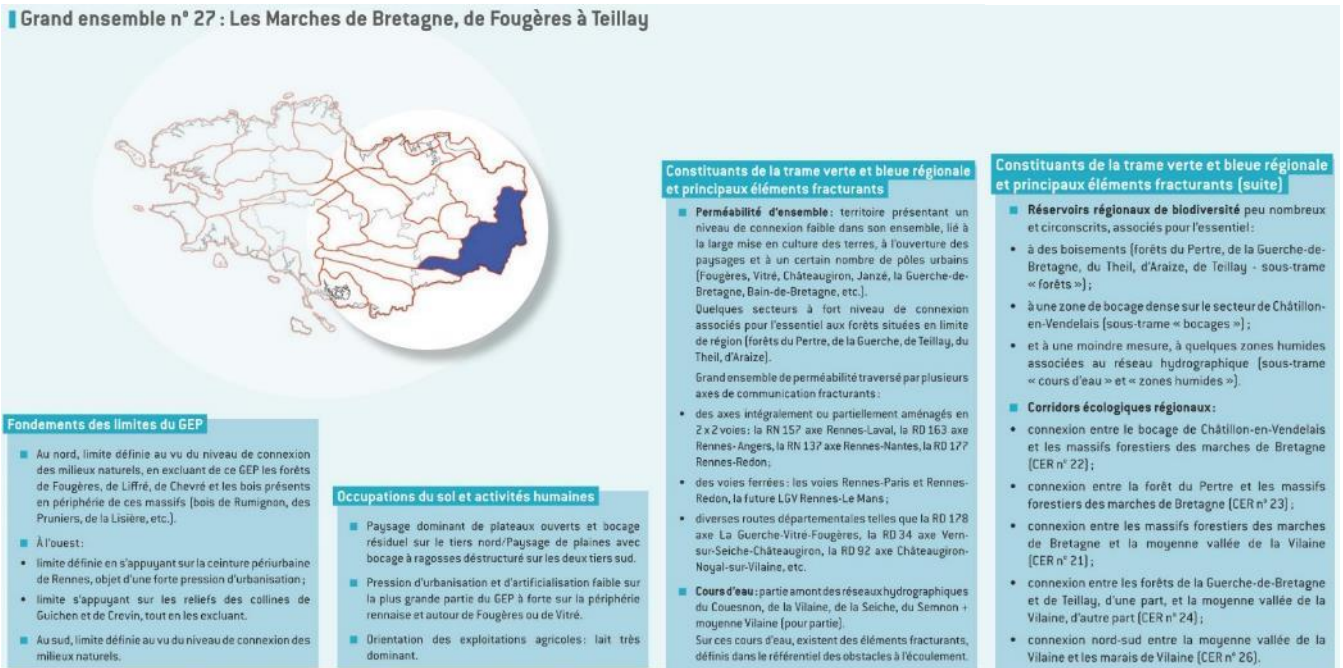 Grand ensemble n° 27 : Les Marches de Bretagne, de Fougères à Teillay
Fondements des limites du GEP
Au nord, limite définie au vu du niveau de connexion
des milieux naturels, en excluant de ce GEP les forêts
de Fougères, de Liffré, de Chevré et les bois présents
en périphérie de ces massifs (bois de Rumignon, des
Pruniers, de la Lisière, etc.).
À l'ouest :
• limite définie en s'appuyant sur la ceinture périurbaine
de Rennes, objet d'une forte pression d'urbanisation ;
• limite s'appuyant sur les reliefs des collines de
Guichen et de Crevin, tout en les excluant.
Au sud, limite définie au vu du niveau de connexion des
milieux naturels.
Occupations du sol et activités humaines
Paysage dominant de plateaux ouverts et bocage
résiduel sur le tiers nord/Paysage de plaines avec
bocage à ragosses déstructuré sur les deux tiers sud.
Pression d'urbanisation et d'artificialisation faible sur
la plus grande partie du GEP à forte sur la périphérie
rennaise et autour de Fougères ou de Vitré.
Orientation des exploitations agricoles : lait très
dominant.
Constituants de la trame verte et bleue régionale
et principaux éléments fracturants
Perméabilité d'ensemble : territoire présentant un
niveau de connexion faible dans son ensemble, lié à
la large mise en culture des terres, à l'ouverture des
paysages et à un certain nombre de pôles urbains
(Fougères, Vitré, Châteaugiron, Janzé, la Guerche-de-
Bretagne, Bain-de-Bretagne, etc.).
Quelques secteurs à fort niveau de connexion
associés pour l'essentiel aux forêts situées en limite
de région (forêts du Pertre, de la Guerche, de Teillay, du
Theil, d'Araize).
Grand ensemble de perméabilité traversé par plusieurs
axes de communication fracturants :
• des axes intégralement ou partiellement aménagés en
2 x 2 voies : la RN 157 axe Rennes-Laval, la RD 163 axe
Rennes-Angers, la RN 137 axe Rennes-Nantes, la RD 177
Rennes-Redon ;
• des voies ferrées : les voies Rennes-Paris et Rennes-
Redon, la future LGV Rennes-Le Mans ;
• diverses routes départementales telles que la RD 178
axe La Guerche-Vitré-Fougères, la RD 34 axe Vern-
sur-Seiche-Châteaugiron, la RD 92 axe Châteaugiron-
Noyal-sur-Vilaine, etc.
Cours d'eau : partie amont des réseaux hydrographiques
du Couesnon, de la Vilaine, de la Seiche, du Semnon +
moyenne Vilaine (pour partie).
Sur ces cours d'eau, existent des éléments fracturants,
définis dans le référentiel des obstacles à l'écoulement.
Constituants de la trame verte et bleue régionale
et principaux éléments fracturants (suite)
Réservoirs régionaux de biodiversité peu nombreux
et circonscrits, associés pour l'essentiel :
• à des boisements (forêts du Pertre, de la Guerche-de-
Bretagne, du Theil, d'Araize, de Teillay - sous-trame
« forêts ») ;
• à une zone de bocage dense sur le secteur de Châtillon-
en-Vendelais (sous-trame « bocages ») ;
• et à une moindre mesure, à quelques zones humides
associées au réseau hydrographique (sous-trame
« cours d'eau » et « zones humides »).
Corridors écologiques régionaux :
• connexion entre le bocage de Châtillon-en-Vendelais
et les massifs forestiers des marches de Bretagne
(CER n° 22) ;
• connexion entre la forêt du Pertre et les massifs
forestiers des marches de Bretagne (CER n° 23) ;
• connexion entre les massifs forestiers des marches
de Bretagne et la moyenne vallée de la Vilaine
(CER n° 21) ;
• connexion entre les forêts de la Guerche-de-Bretagne
et de Teillay, d'une part, et la moyenne vallée de la
Vilaine, d'autre part (CER n° 24) ;
• connexion nord-sud entre la moyenne vallée de la
Vilaine et les marais de Vilaine (CER n° 26).